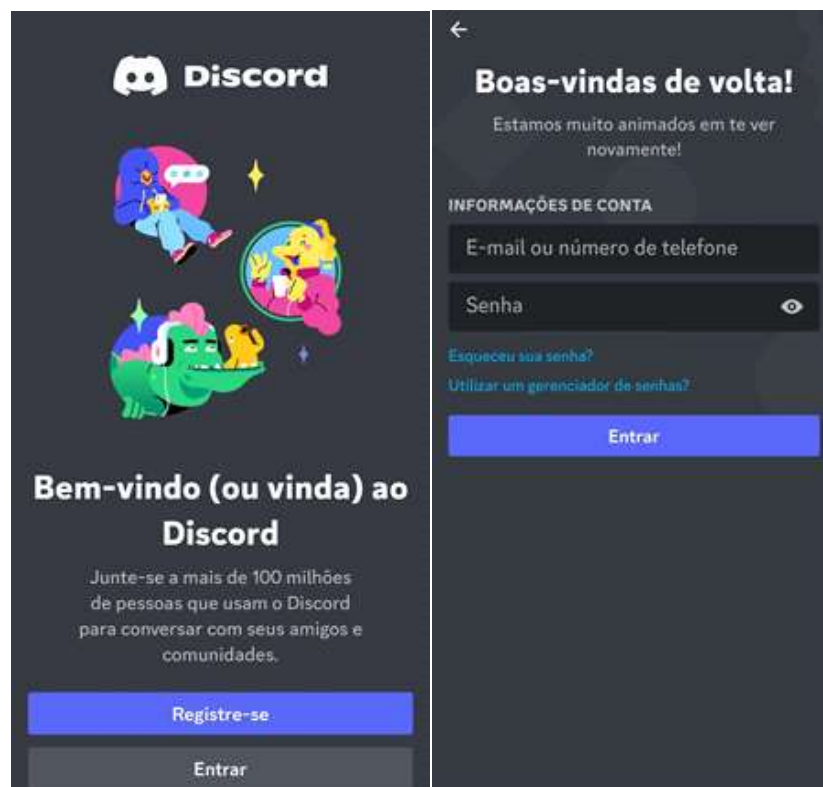 Discord
Bem-vindo (ou vinda) ao
Discord
Junte-se a mais de 100 milhões
de pessoas que usam o Discord
para conversar com seus amigos e
comunidades.
Registre-se
Entrar
Boas-vindas de volta!
Estamos muito animados em te ver
novamente!
INFORMAÇÕES DE CONTA
E-mail ou número de telefone
Senha
Esqueceu sua senha?
Utilizar um gerenciador de senhas?
Entrar